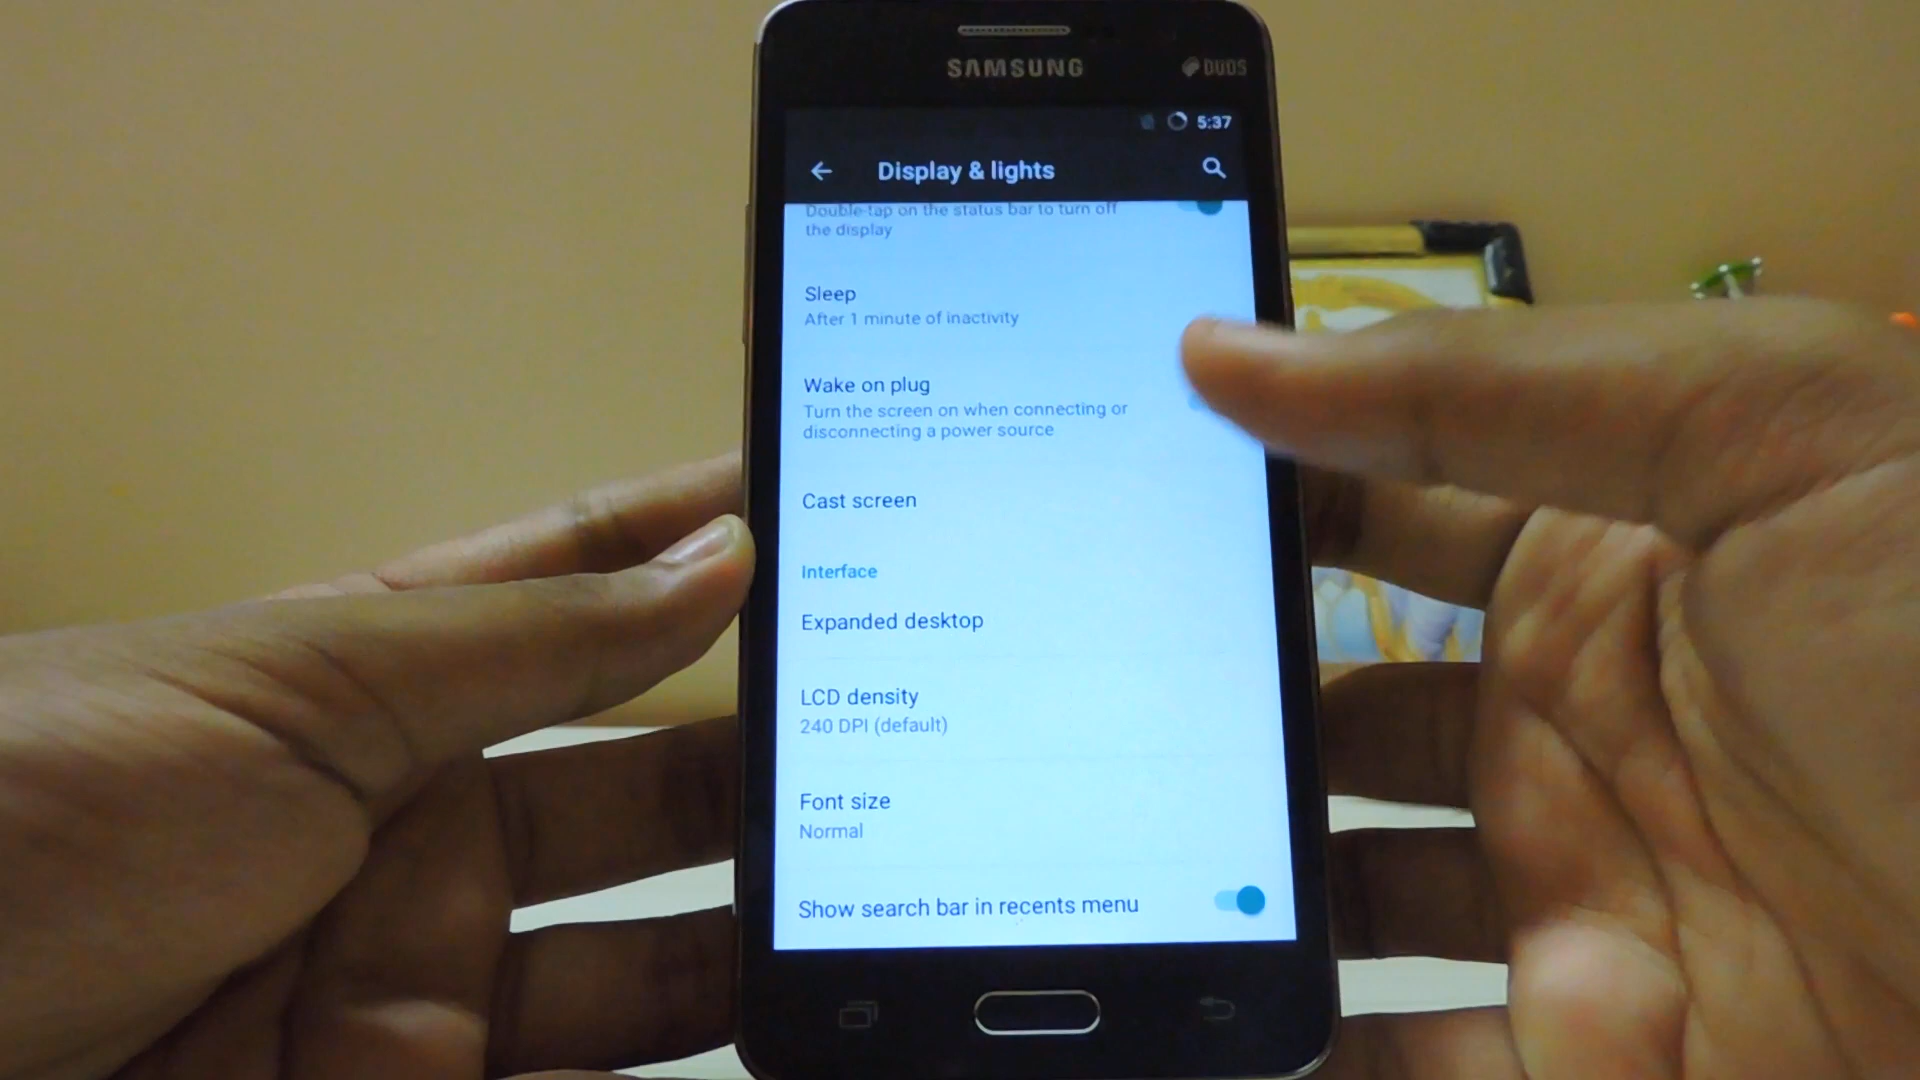 SAMSUNG
DUOS
5:37
Display & lights
Double-tap on the status bar to turn off
the display
Sleep
After 1 minute of inactivity
Wake on plug
Turn the screen on when connecting or
disconnecting a power source
Cast screen
Interface
Expanded desktop
LCD density
240 DPI (default)
Font size
Normal
Show search bar in recents menu